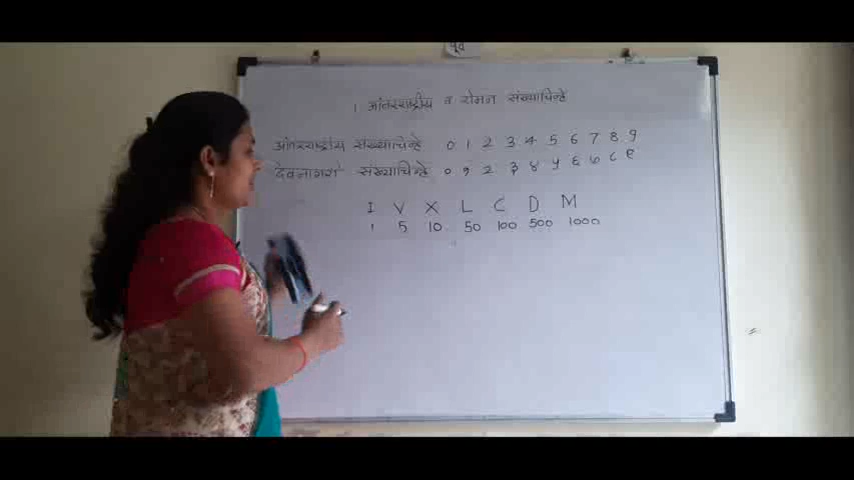 पूर्व
1 आंतरराष्ट्रीय व रोमन संख्याचिन्हे
आंतरराष्ट्रीय संख्याचिन्हे 0 1 2 3 4 5 6 7 8 9
देवनागरी संख्याचिन्हे ० १ २ ३ ४ ५ ६ ७ ८ ९
I V X L C D M
1 5 10 50 100 500 1000
=